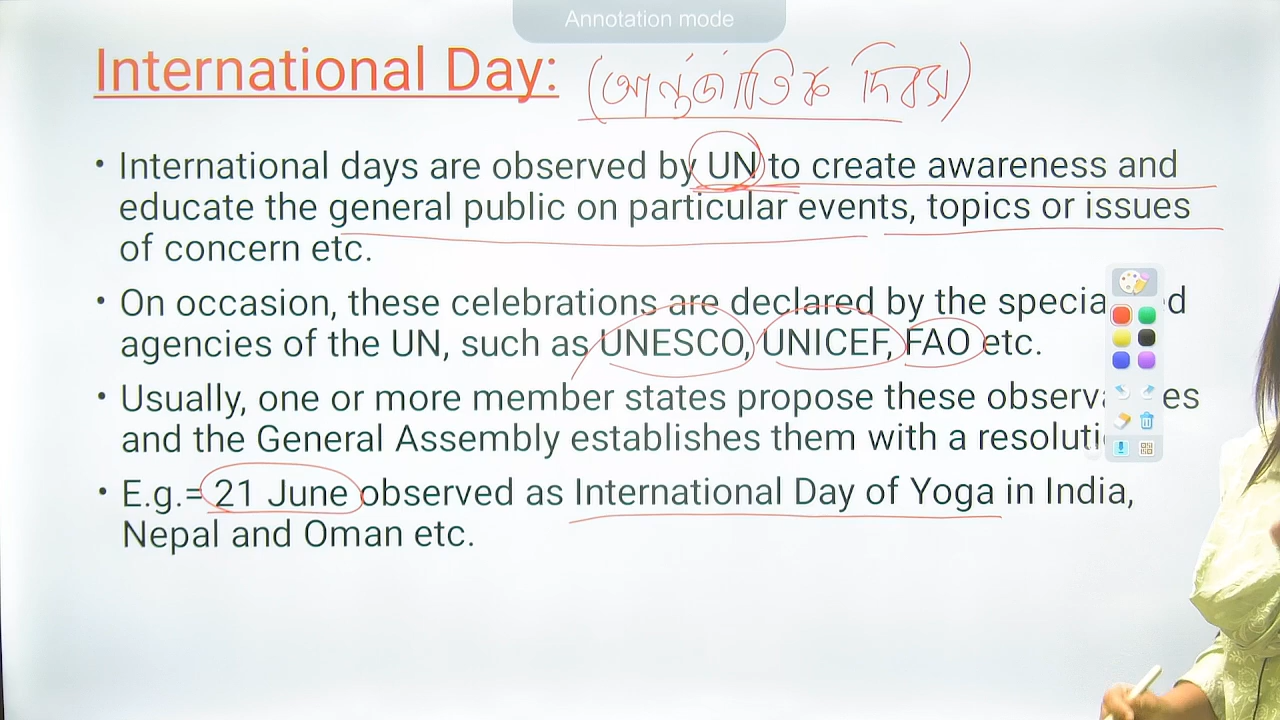 Annotation mode
International Day: (আন্তর্জাতিক দিবস)
• International days are observed by UN to create awareness and
educate the general public on particular events, topics or issues
of concern etc.
• On occasion, these celebrations are declared by the specia d
agencies of the UN, such as UNESCO, UNICEF, FAO etc.
• Usually, one or more member states propose these observa es
and the General Assembly establishes them with a resoluti
• E.g.= 21 June observed as International Day of Yoga in India,
Nepal and Oman etc.